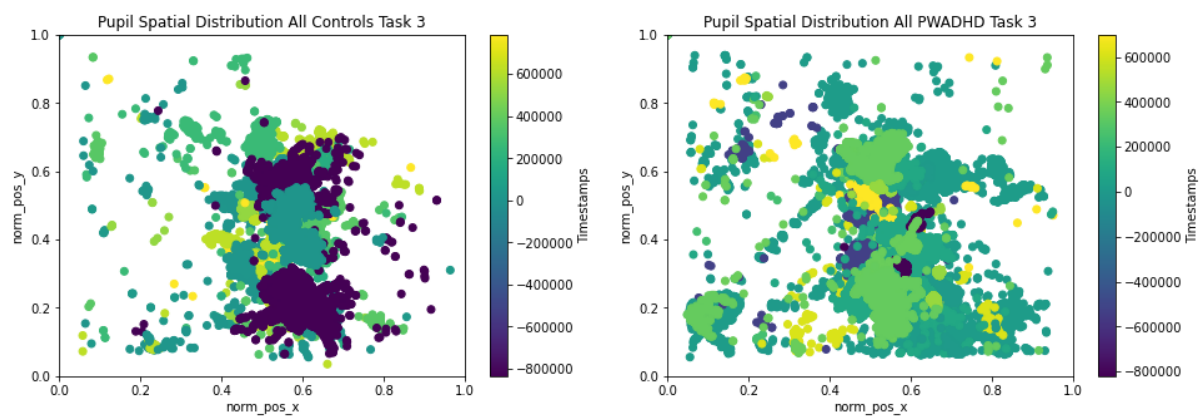 Pupil Spatial Distribution All Controls Task 3
1.0
0.8
0.6
0.4
0.2
0.0
norm_pos_y
0.0 0.2 0.4 0.6 0.8 1.0
norm_pos_x
600000
400000
200000
0
−200000
−400000
−600000
−800000
Timestamps
Pupil Spatial Distribution All PWADHD Task 3
1.0
0.8
0.6
0.4
0.2
0.0
norm_pos_y
0.0 0.2 0.4 0.6 0.8 1.0
norm_pos_x
600000
400000
200000
0
−200000
−400000
−600000
−800000
Timestamps